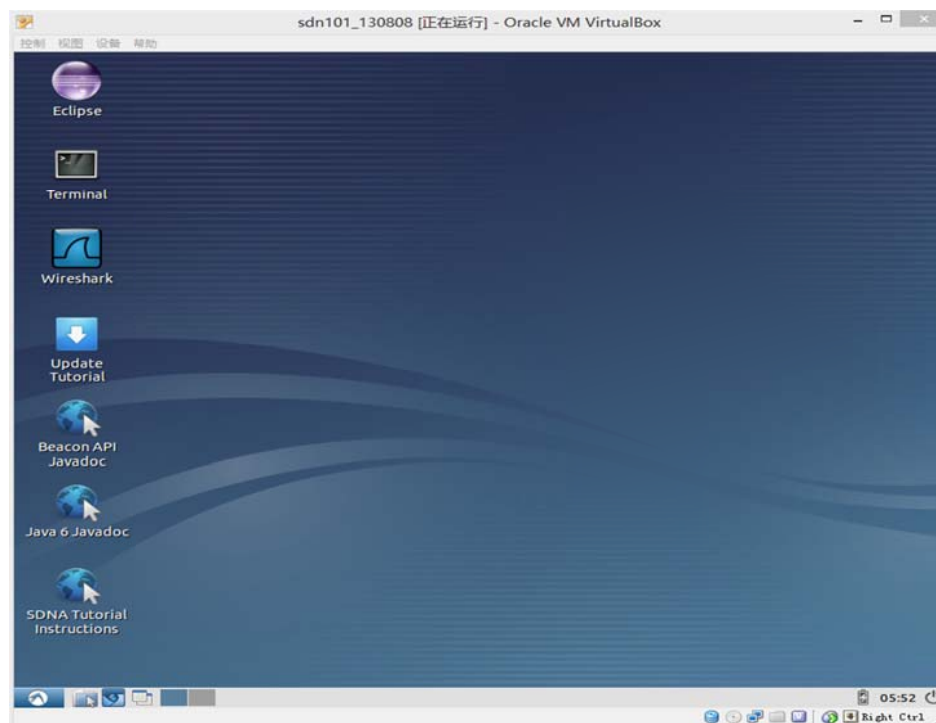 sdn101_130808 [正在运行] - Oracle VM VirtualBox
控制 视图 设备 帮助
Eclipse
Terminal
Wireshark
Update
Tutorial
Beacon API
Javadoc
Java 6 Javadoc
SDNA Tutorial
Instructions
05:52
Right Ctrl